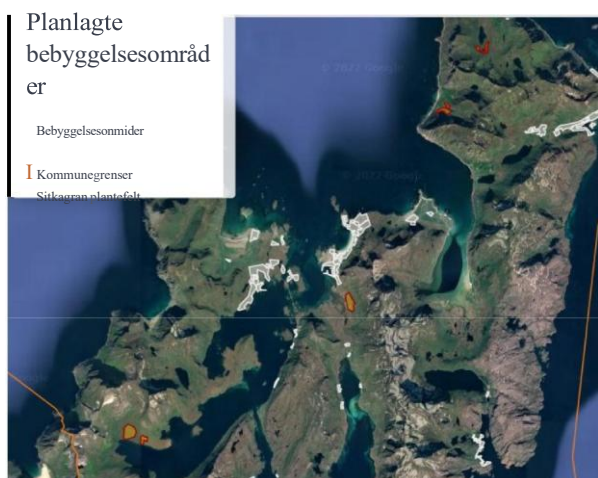 Planlagte
bebyggelsesområd
er
Bebyggelsesonmider
I Kommunegrenser
Sitkagran plantefelt
© 2022 Google
© 2022 Google